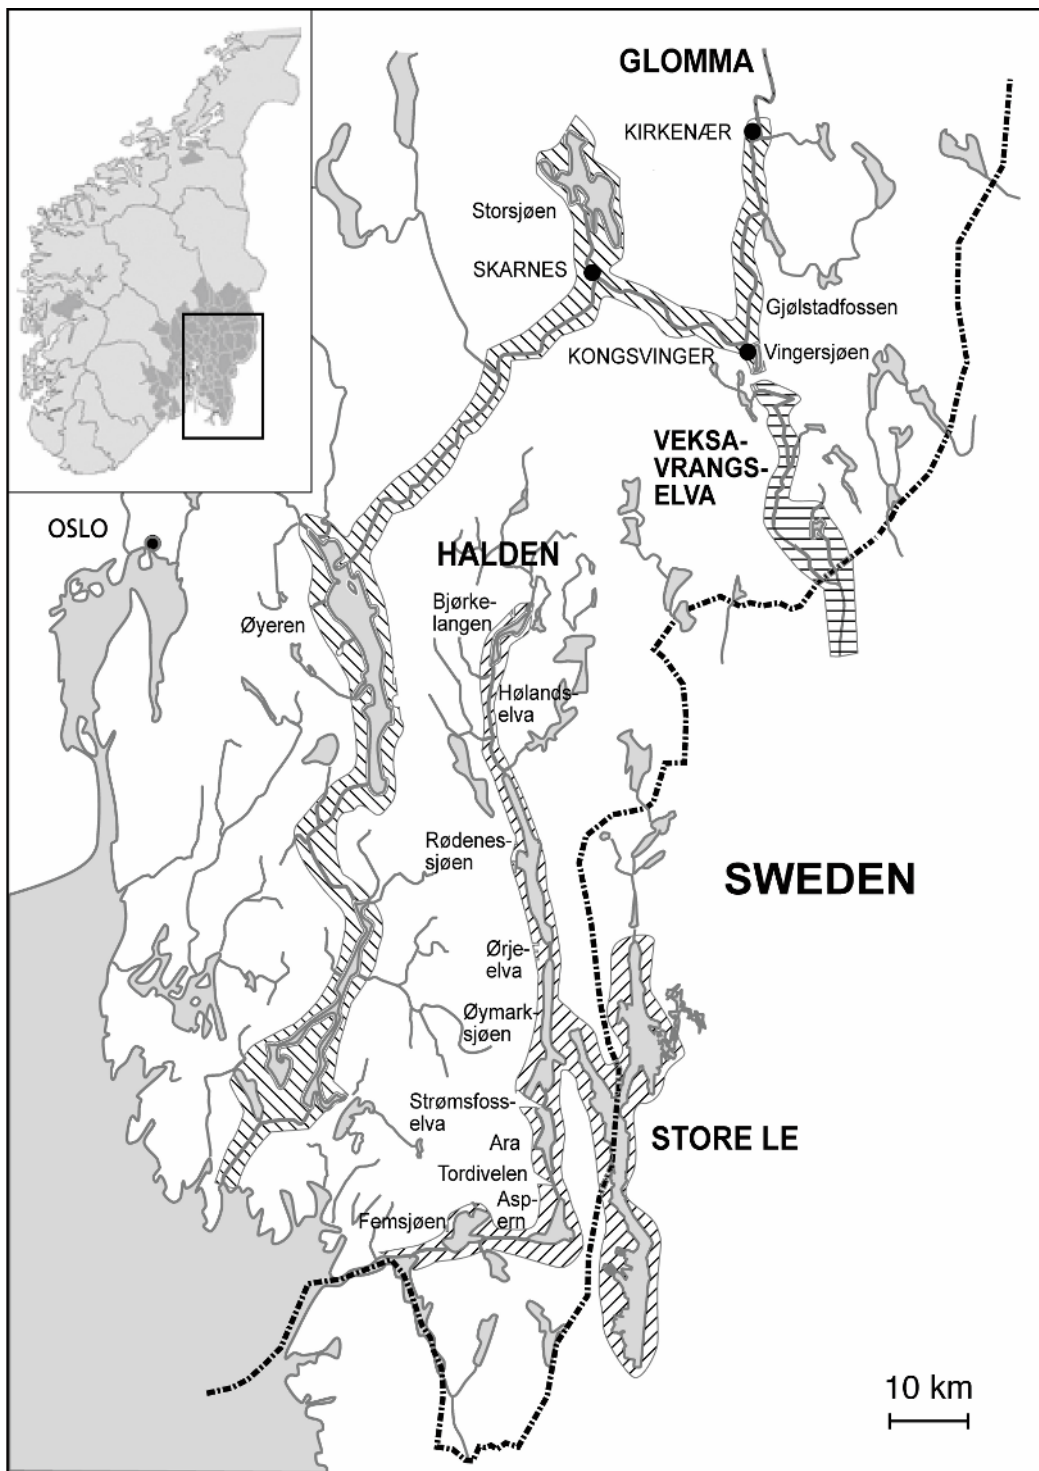 GLOMMA
KIRKENÆR
Storsjøen
SKARNES
Gjølstadfossen
KONGSVINGER
Vingersjøen
VEKSA-
VRANGS-
ELVA
OSLO
HALDEN
Bjørke-
langen
Øyeren
Hølands-
elva
Rødenes-
sjøen
SWEDEN
Ørje-
elva
Øymark-
sjøen
Strømsfoss-
elva
Ara
STORE LE
Tordivelen
Asp-
ern
Femsjøen
10 km